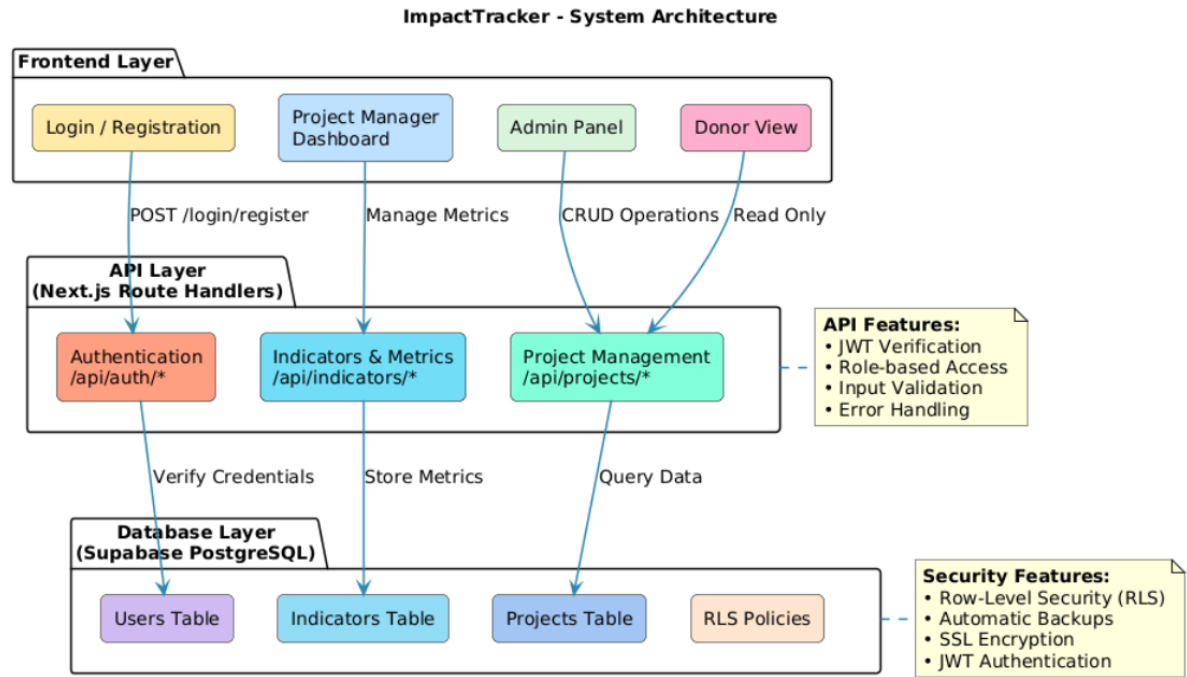 ImpactTracker - System Architecture
Frontend Layer
Login / Registration
Project Manager
Dashboard
Admin Panel
Donor View
POST /login/register
Manage Metrics
CRUD Operations
Read Only
API Layer
(Next.js Route Handlers)
Authentication
/api/auth/*
Indicators & Metrics
/api/indicators/*
Project Management
/api/projects/*
API Features:
• JWT Verification
• Role-based Access
• Input Validation
• Error Handling
Verify Credentials
Store Metrics
Query Data
Database Layer
(Supabase PostgreSQL)
Users Table
Indicators Table
Projects Table
RLS Policies
Security Features:
• Row-Level Security (RLS)
• Automatic Backups
• SSL Encryption
• JWT Authentication